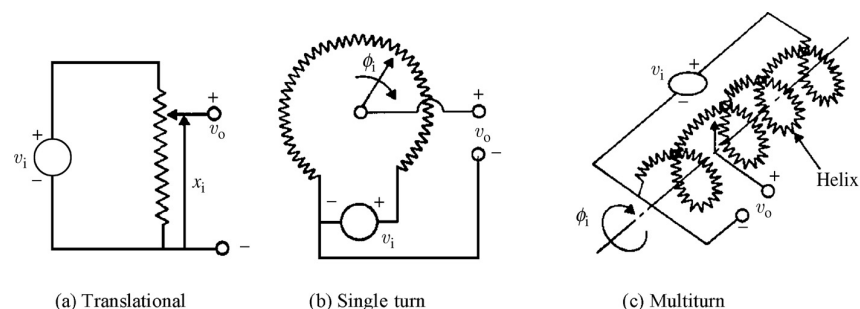 +
v_i
−
+
v_o
x_i
−
(a) Translational
ϕ_i
+
v_o
−
− +
v_i
(b) Single turn
v_i
+
−
Helix
+
v_o
−
ϕ_i
(c) Multiturn